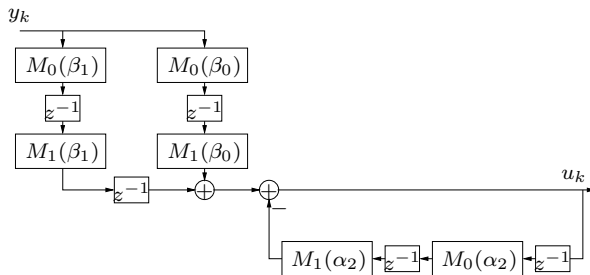 y_k
M_0(β_1) M_0(β_0)
z^{-1} z^{-1}
M_1(β_1) M_1(β_0)
z^{-1} + + u_k
−
M_1(α_2) z^{-1} M_0(α_2) z^{-1}